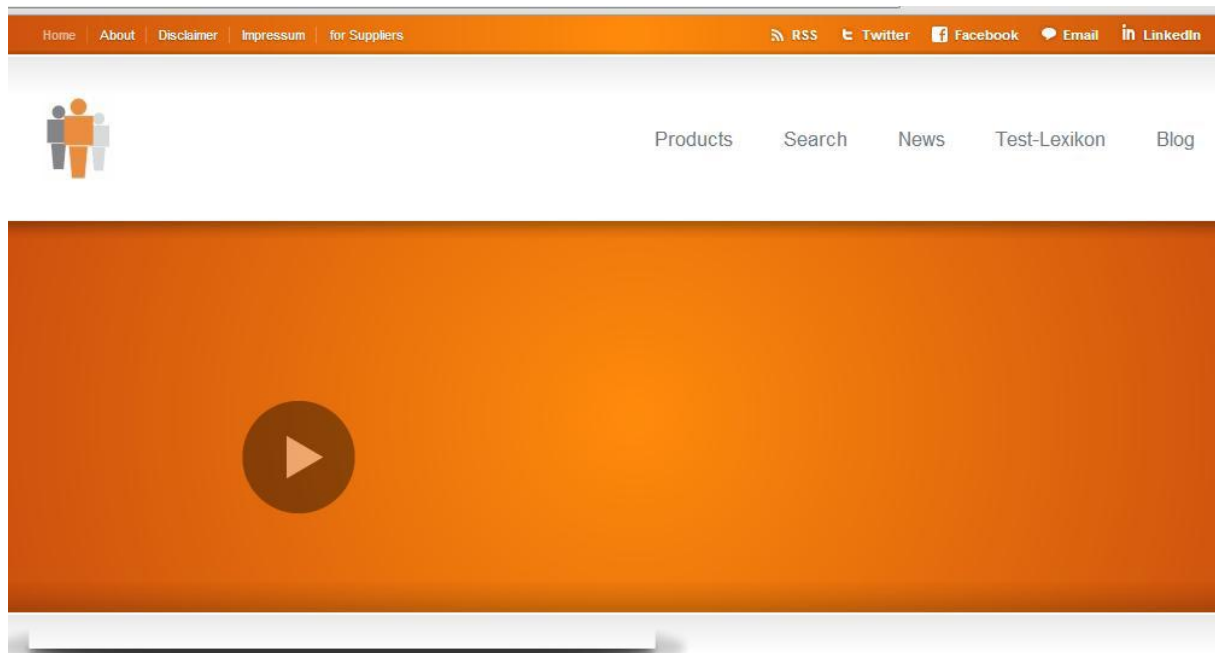 Home About Disclaimer Impressum for Suppliers RSS Twitter Facebook Email LinkedIn
Products Search News Test-Lexikon Blog